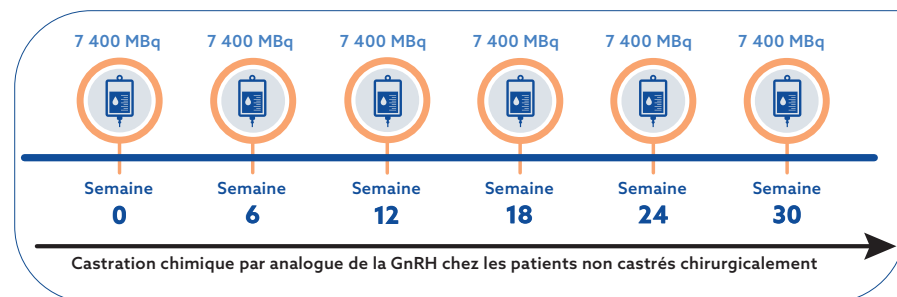 7 400 MBq 7 400 MBq 7 400 MBq 7 400 MBq 7 400 MBq 7 400 MBq
Semaine Semaine Semaine Semaine Semaine Semaine
0 6 12 18 24 30
Castration chimique par analogue de la GnRH chez les patients non castrés chirurgicalement